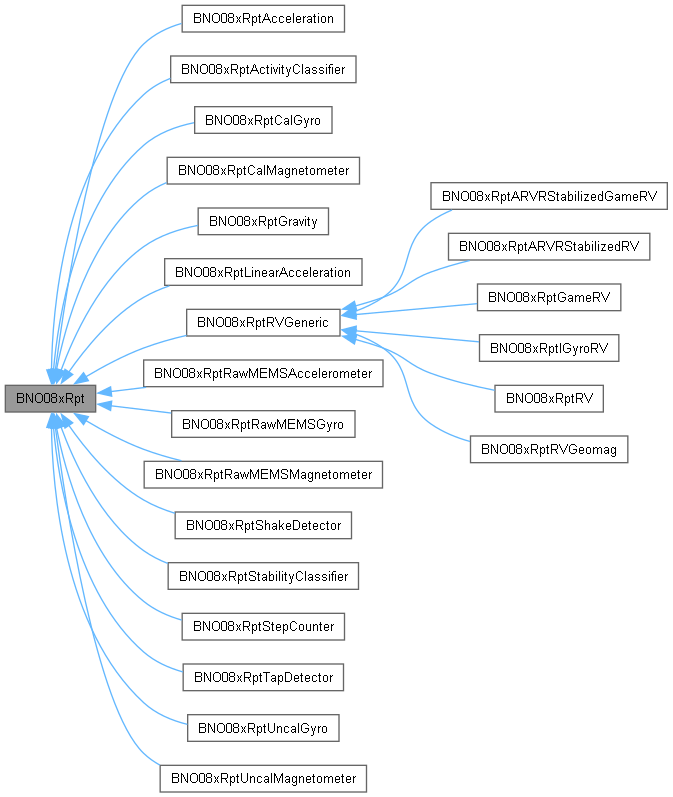 BNO08xRptAcceleration
BNO08xRptActivityClassifier
BNO08xRptCalGyro
BNO08xRptCalMagnetometer
BNO08xRptARVRStabilizedGameRV
BNO08xRptGravity
BNO08xRptARVRStabilizedRV
BNO08xRptLinearAcceleration
BNO08xRptGameRV
BNO08xRptRVGeneric
BNO08xRptIGyroRV
BNO08xRptRawMEMSAccelerometer
BNO08xRpt
BNO08xRptRV
BNO08xRptRawMEMSGyro
BNO08xRptRVGeomag
BNO08xRptRawMEMSMagnetometer
BNO08xRptShakeDetector
BNO08xRptStabilityClassifier
BNO08xRptStepCounter
BNO08xRptTapDetector
BNO08xRptUncalGyro
BNO08xRptUncalMagnetometer